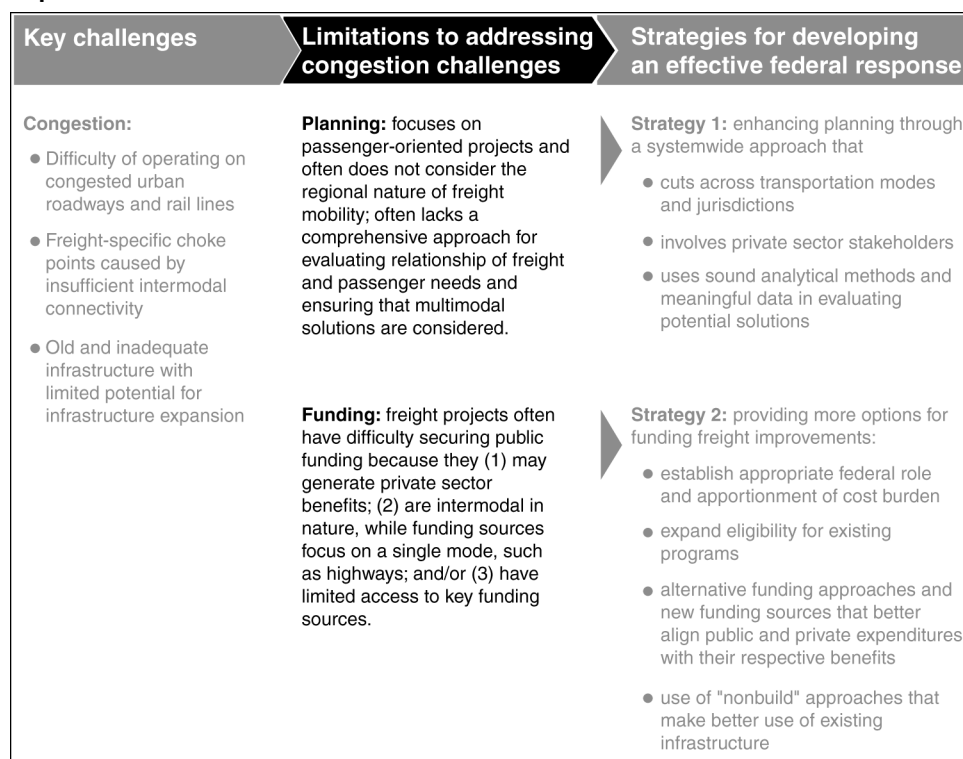 Key challenges
Congestion:
● Difficulty of operating on
congested urban
roadways and rail lines
● Freight-specific choke
points caused by
insufficient intermodal
connectivity
● Old and inadequate
infrastructure with
limited potential for
infrastructure expansion
Limitations to addressing
congestion challenges
Planning: focuses on
passenger-oriented projects and
often does not consider the
regional nature of freight
mobility; often lacks a
comprehensive approach for
evaluating relationship of freight
and passenger needs and
ensuring that multimodal
solutions are considered.
Funding: freight projects often
have difficulty securing public
funding because they (1) may
generate private sector
benefits; (2) are intermodal in
nature, while funding sources
focus on a single mode, such
as highways; and/or (3) have
limited access to key funding
sources.
Strategies for developing
an effective federal response
Strategy 1: enhancing planning through
a systemwide approach that
● cuts across transportation modes
and jurisdictions
● involves private sector stakeholders
● uses sound analytical methods and
meaningful data in evaluating
potential solutions
Strategy 2: providing more options for
funding freight improvements:
● establish appropriate federal role
and apportionment of cost burden
● expand eligibility for existing
programs
● alternative funding approaches and
new funding sources that better
align public and private expenditures
with their respective benefits
● use of "nonbuild" approaches that
make better use of existing
infrastructure